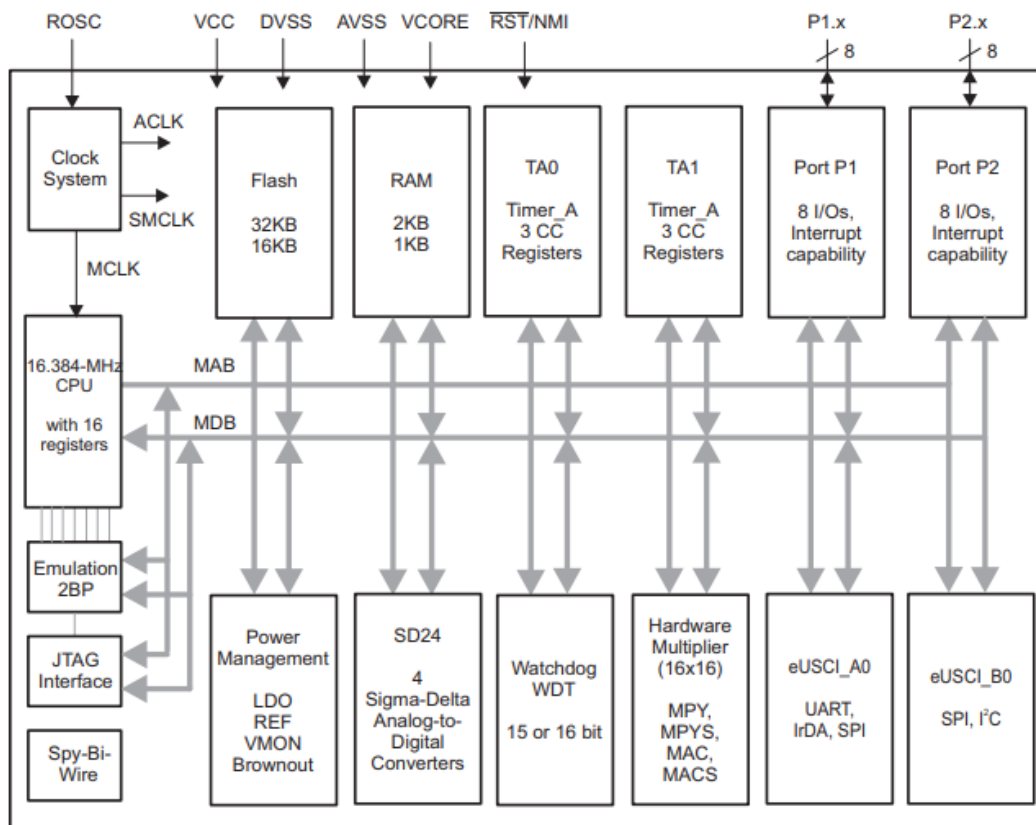 ROSC
VCC
DVSS
AVSS
VCORE
RST/NMI
P1.x
P2.x
8
8
Clock
System
ACLK
SMCLK
MCLK
Flash
32KB
16KB
RAM
2KB
1KB
TA0
Timer_A
3 CC
Registers
TA1
Timer_A
3 CC
Registers
Port P1
8 I/Os,
Interrupt
capability
Port P2
8 I/Os,
Interrupt
capability
16.384-MHz
CPU
with 16
registers
MAB
MDB
Emulation
2BP
JTAG
Interface
Spy-Bi-
Wire
Power
Management
LDO
REF
VMON
Brownout
SD24
4
Sigma-Delta
Analog-to-
Digital
Converters
Watchdog
WDT
15 or 16 bit
Hardware
Multiplier
(16x16)
MPY,
MPYS,
MAC,
MACS
eUSCI_A0
UART,
IrDA, SPI
eUSCI_B0
SPI, I²C